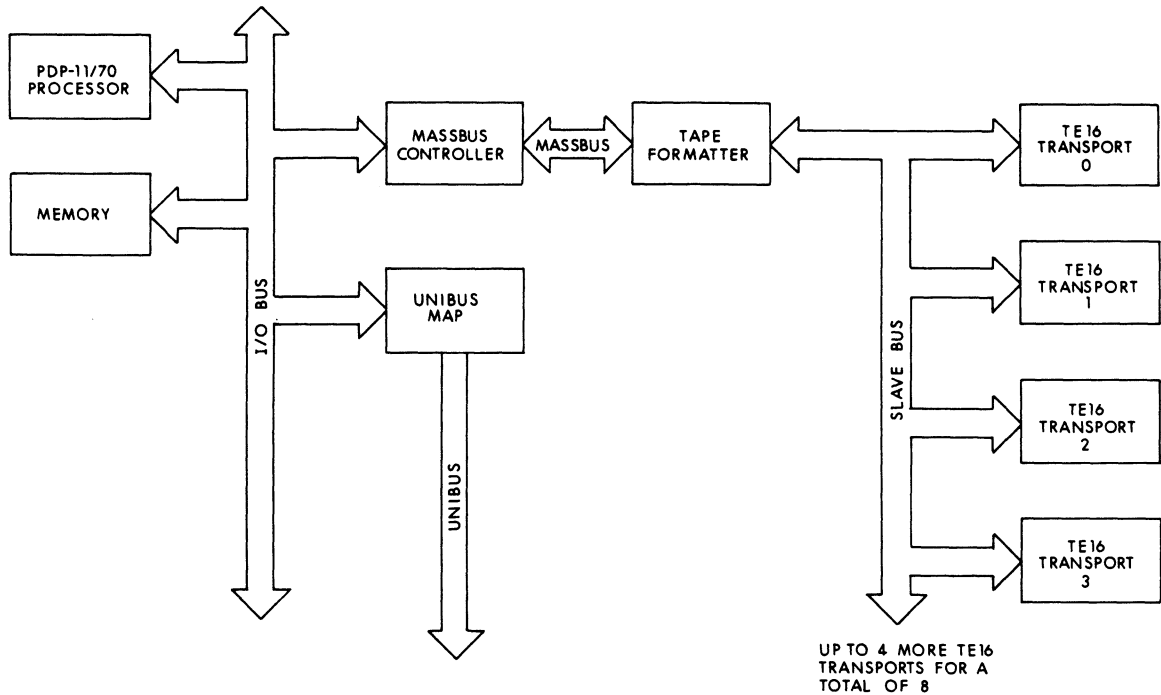 PDP-11/70
PROCESSOR
MEMORY
I/O BUS
MASSBUS
CONTROLLER
MASSBUS
TAPE
FORMATTER
UNIBUS
MAP
UNIBUS
SLAVE BUS
TE16
TRANSPORT
0
TE16
TRANSPORT
1
TE16
TRANSPORT
2
TE16
TRANSPORT
3
UP TO 4 MORE TE16
TRANSPORTS FOR A
TOTAL OF 8